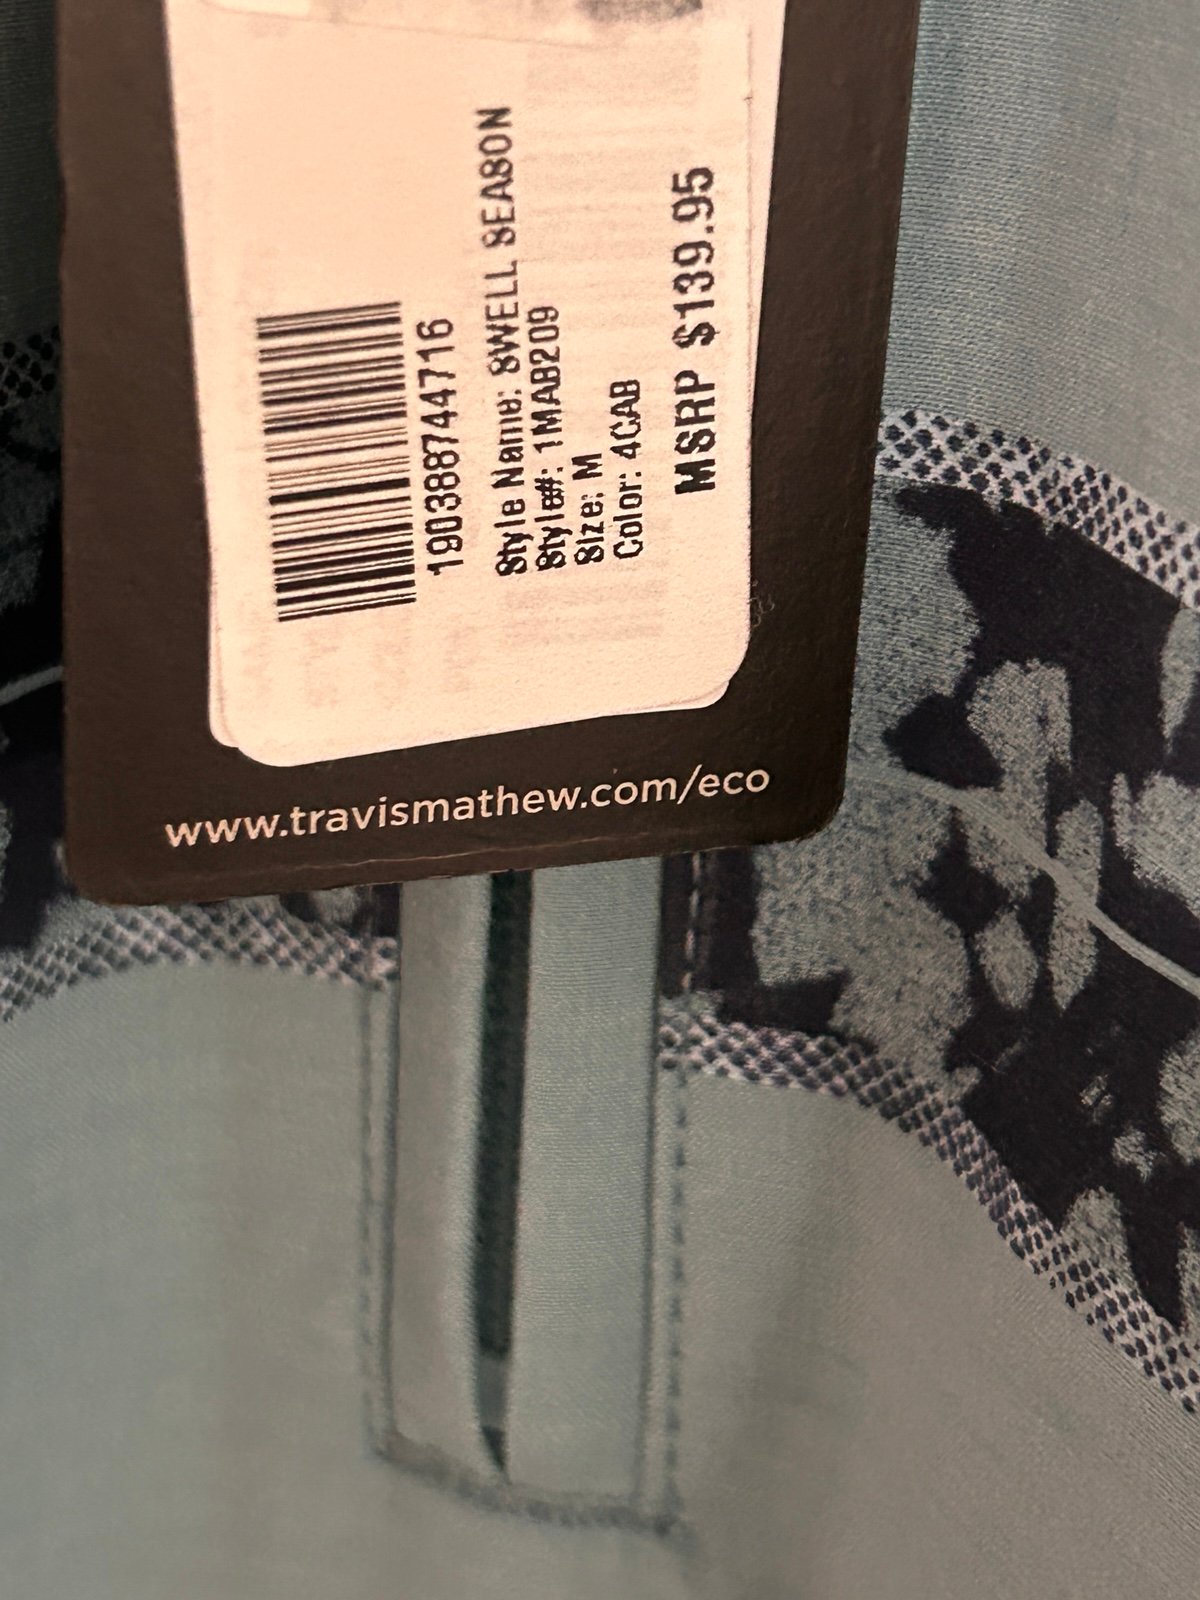 190388744716
Style Name: SWELL SEASON
Style#: 1MAB209
Size: M
Color: 4CAB
MSRP $139.95
www.travismathew.com/eco